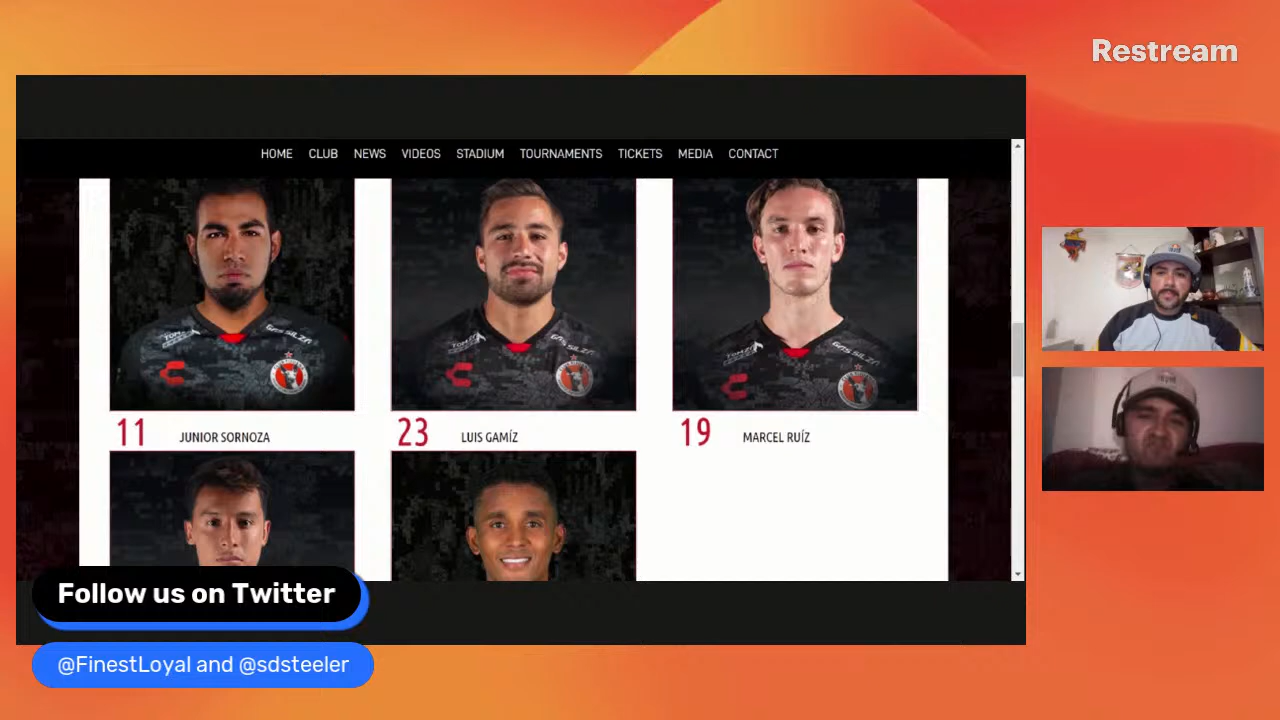 Restream
HOME CLUB NEWS VIDEOS STADIUM TOURNAMENTS TICKETS MEDIA CONTACT
11 JUNIOR SORNOZA
23 LUIS GAMÍZ
19 MARCEL RUÍZ
Follow us on Twitter
@FinestLoyal and @sdsteeler